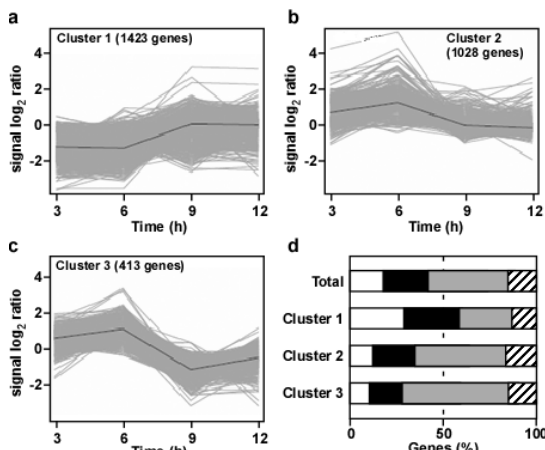 a
Cluster 1 (1423 genes)
signal log2 ratio
4
2
0
-2
3 6 9 12
Time (h)
b
Cluster 2
(1028 genes)
signal log2 ratio
4
2
0
-2
3 6 9 12
Time (h)
c
Cluster 3 (413 genes)
signal log2 ratio
4
2
0
-2
3 6 9 12
Time (h)
d
Total
Cluster 1
Cluster 2
Cluster 3
0 50 100
Genes (%)